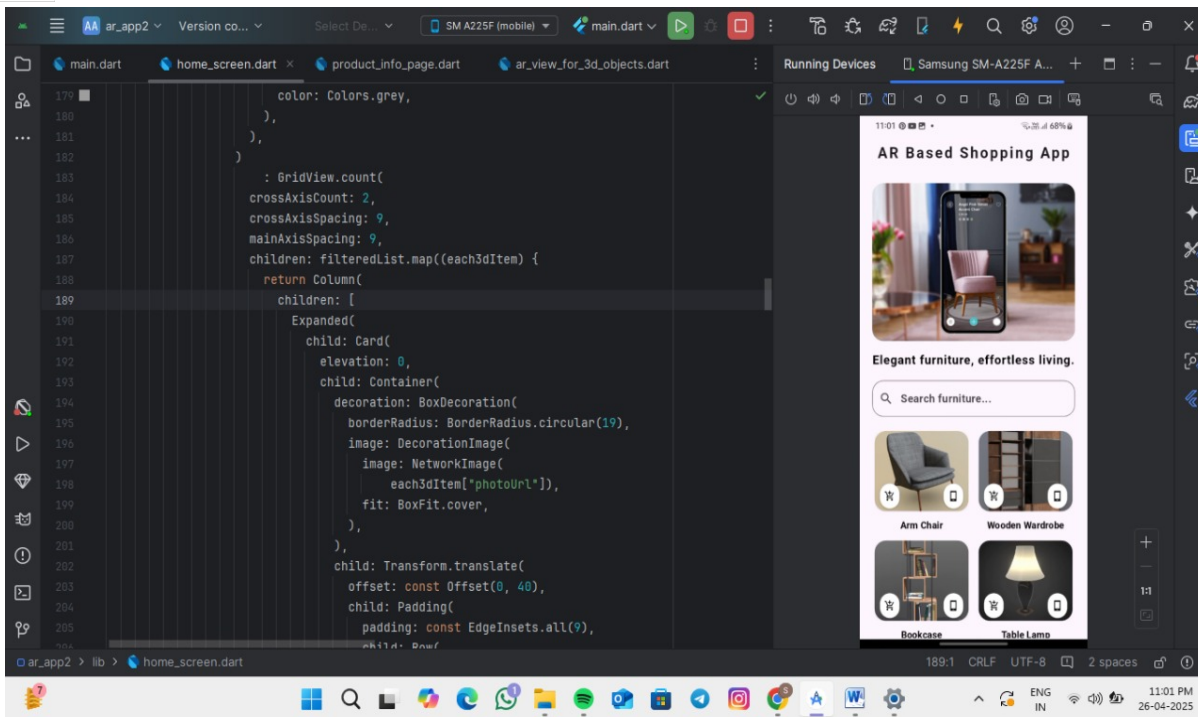 AA ar_app2 Version co... Select De... SM A225F (mobile) main.dart
main.dart home_screen.dart product_info_page.dart ar_view_for_3d_objects.dart
179 color: Colors.grey,
180 ),
181 ),
182 )
183 : GridView.count(
184 crossAxisCount: 2,
185 crossAxisSpacing: 9,
186 mainAxisSpacing: 9,
187 children: filteredList.map((each3dItem) {
188 return Column(
189 children: [
190 Expanded(
191 child: Card(
192 elevation: 0,
193 child: Container(
194 decoration: BoxDecoration(
195 borderRadius: BorderRadius.circular(19),
196 image: DecorationImage(
197 image: NetworkImage(
198 each3dItem["photoUrl"]),
199 fit: BoxFit.cover,
200 ),
201 ),
202 child: Transform.translate(
203 offset: const Offset(0, 40),
204 child: Padding(
205 padding: const EdgeInsets.all(9),
206 child: Row(
Running Devices Samsung SM-A225F A...
11:01 68%
AR Based Shopping App
Elegant furniture, effortless living.
Search furniture...
Arm Chair Wooden Wardrobe
Bookcase Table Lamp
1:1
ar_app2 > lib > home_screen.dart 189:1 CRLF UTF-8 2 spaces
7 ENG 11:01 PM
IN 26-04-2025